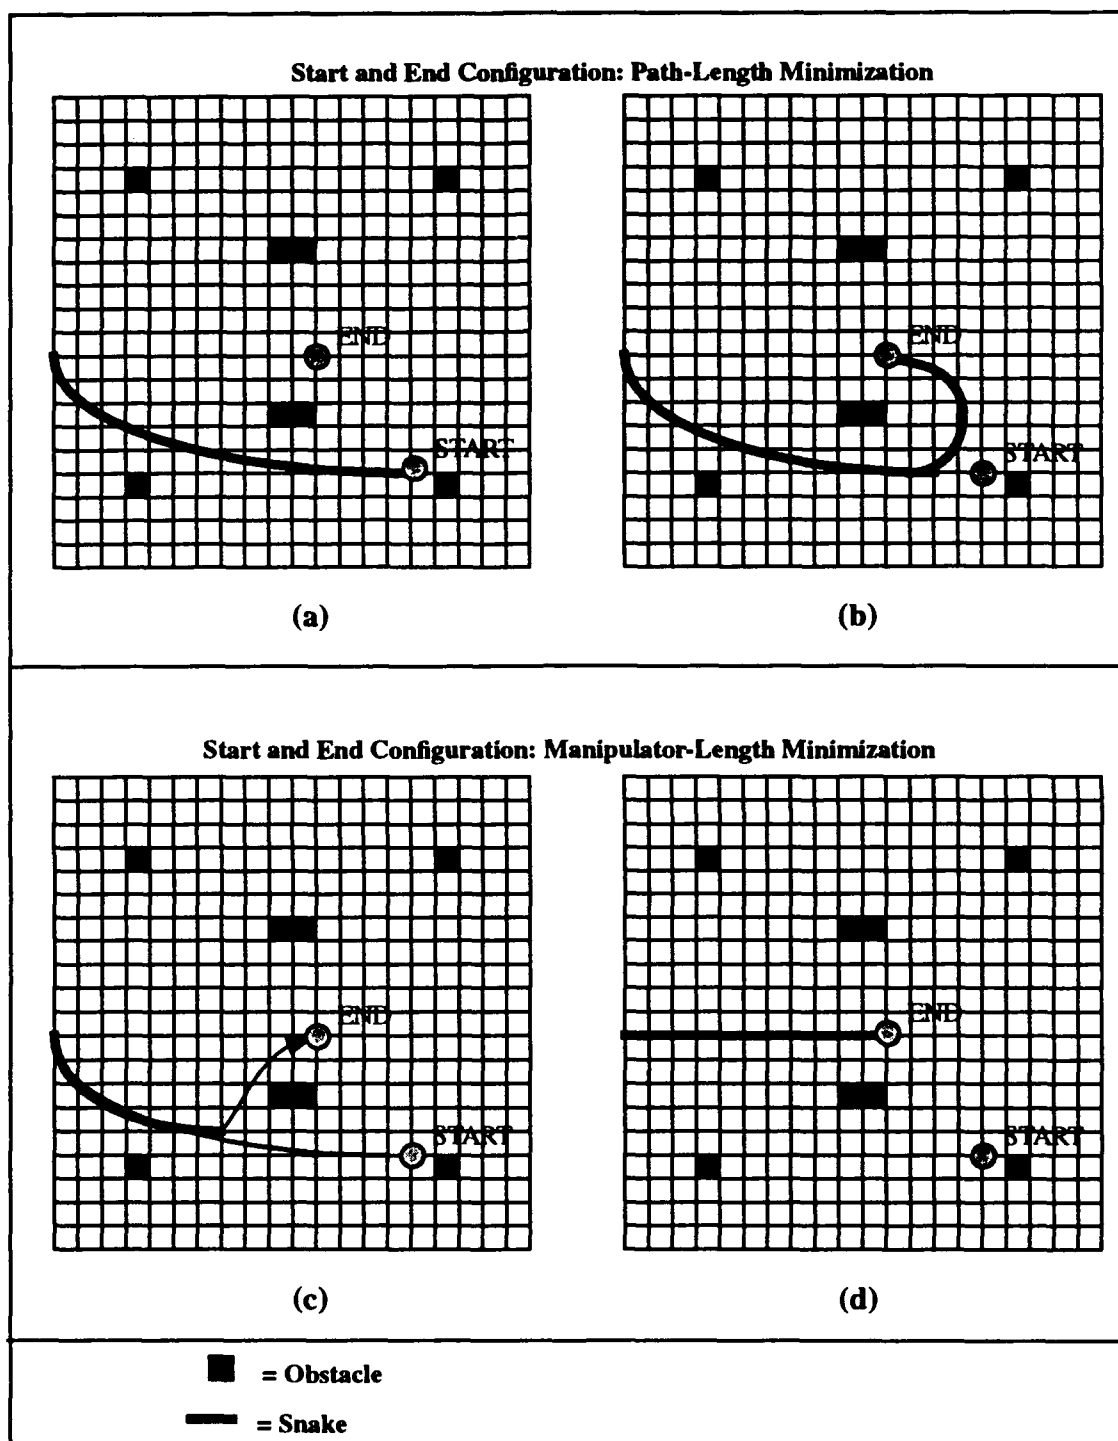 Start and End Configuration: Path-Length Minimization
END
START
END
START
(a)
(b)
Start and End Configuration: Manipulator-Length Minimization
END
START
END
START
(c)
(d)
= Obstacle
= Snake